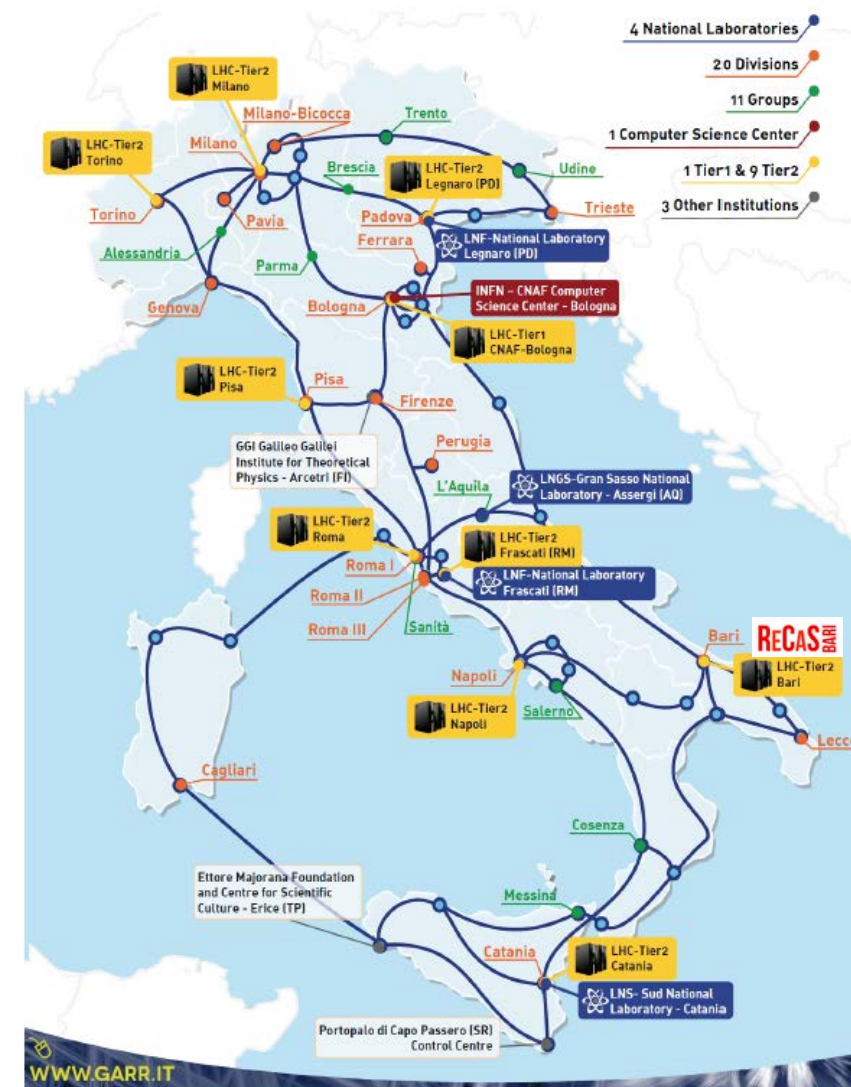 4 National Laboratories
20 Divisions
11 Groups
1 Computer Science Center
1 Tier1 & 9 Tier2
3 Other Institutions
LHC-Tier2
Milano
Milano-Bicocca
Trento
LHC-Tier2
Torino
Milano
Brescia
LHC-Tier2
Legnaro (PD)
Udine
Torino
Pavia
Padova
Trieste
Alessandria
Ferrara
LNF-National Laboratory
Legnaro (PD)
Parma
Genova
Bologna
INFN – CNAF Computer
Science Center - Bologna
LHC-Tier1
CNAF-Bologna
LHC-Tier2
Pisa
Pisa
Firenze
GGI Galileo Galilei
Institute for Theoretical
Physics - Arcetri (FI)
Perugia
L'Aquila
LNGS-Gran Sasso National
Laboratory - Assergi (AQ)
LHC-Tier2
Roma
LHC-Tier2
Frascati (RM)
Roma I
LNF-National Laboratory
Frascati (RM)
Roma II
Roma III
Sanità
RECAS BARI
Bari
LHC-Tier2
Bari
Napoli
LHC-Tier2
Napoli
Salerno
Lecce
Cagliari
Cosenza
Ettore Majorana Foundation
and Centre for Scientific
Culture - Erice (TP)
Messina
Catania
LHC-Tier2
Catania
LNS- Sud National
Laboratory - Catania
Portopalo di Capo Passero (SR)
Control Centre
WWW.GARR.IT